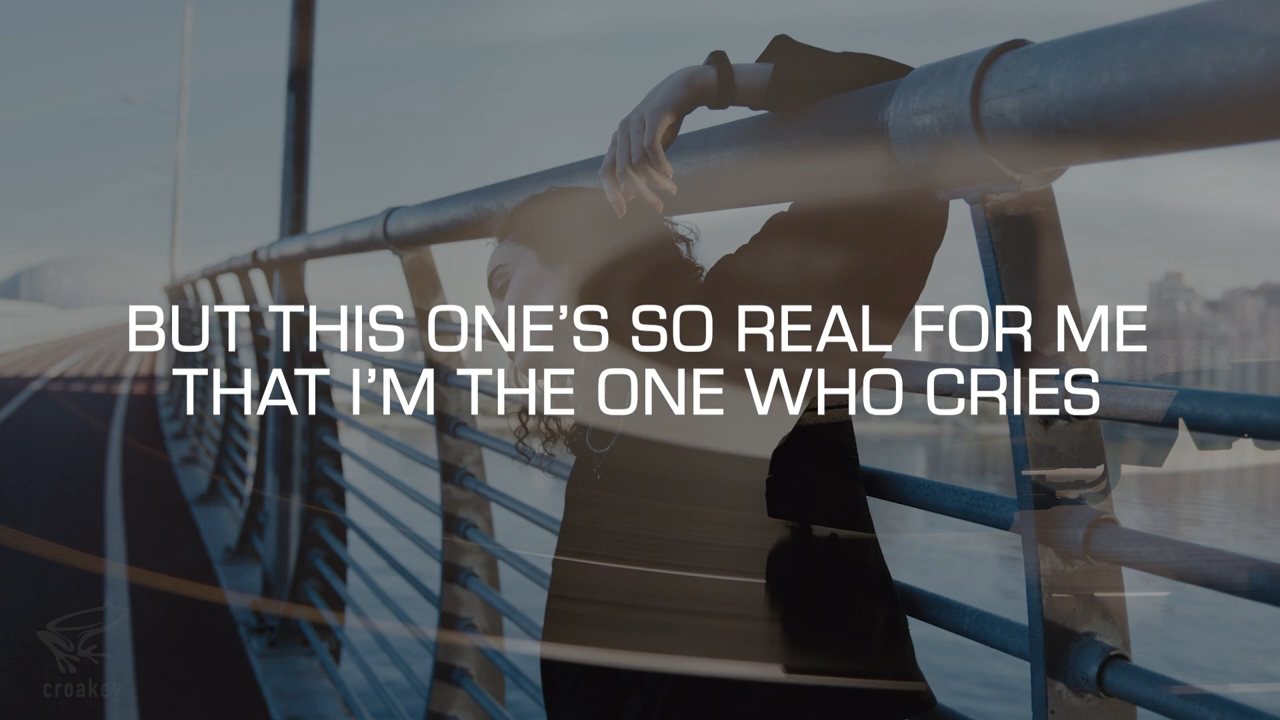 BUT THIS ONE’S SO REAL FOR ME
THAT I’M THE ONE WHO CRIES
croakey